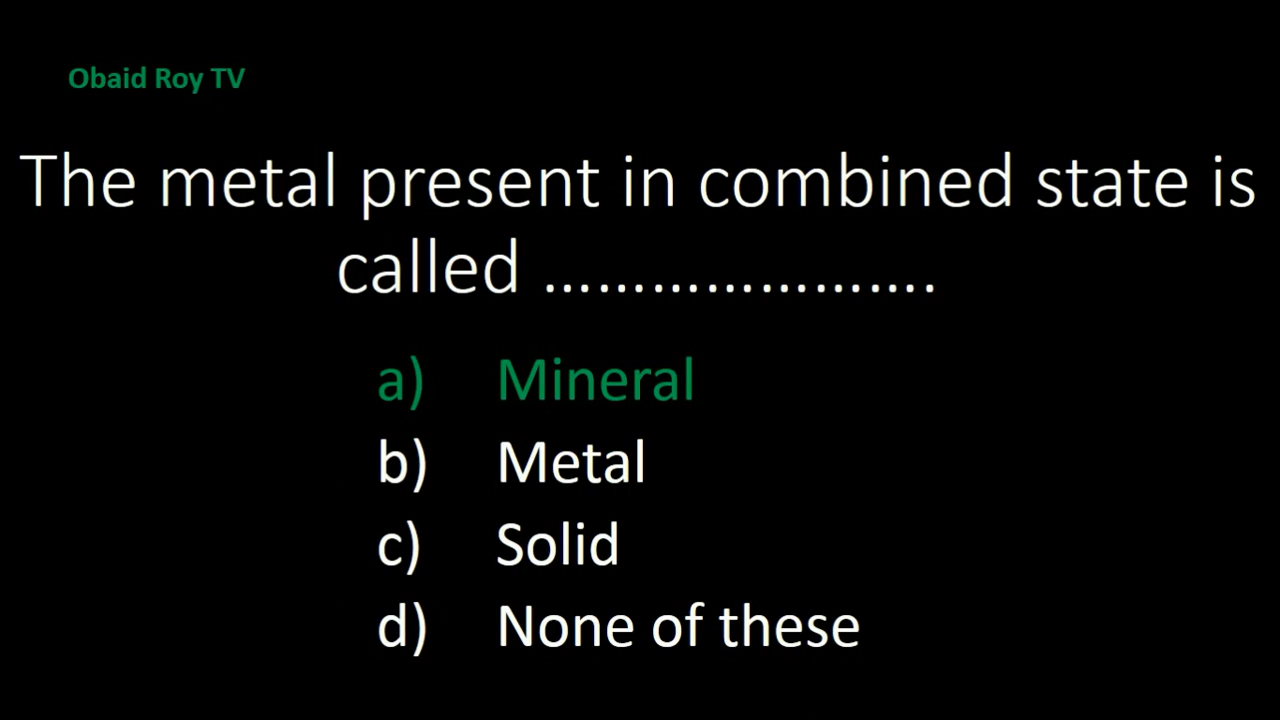 Obaid Roy TV
The metal present in combined state is
called ………………….
a) Mineral
b) Metal
c) Solid
d) None of these